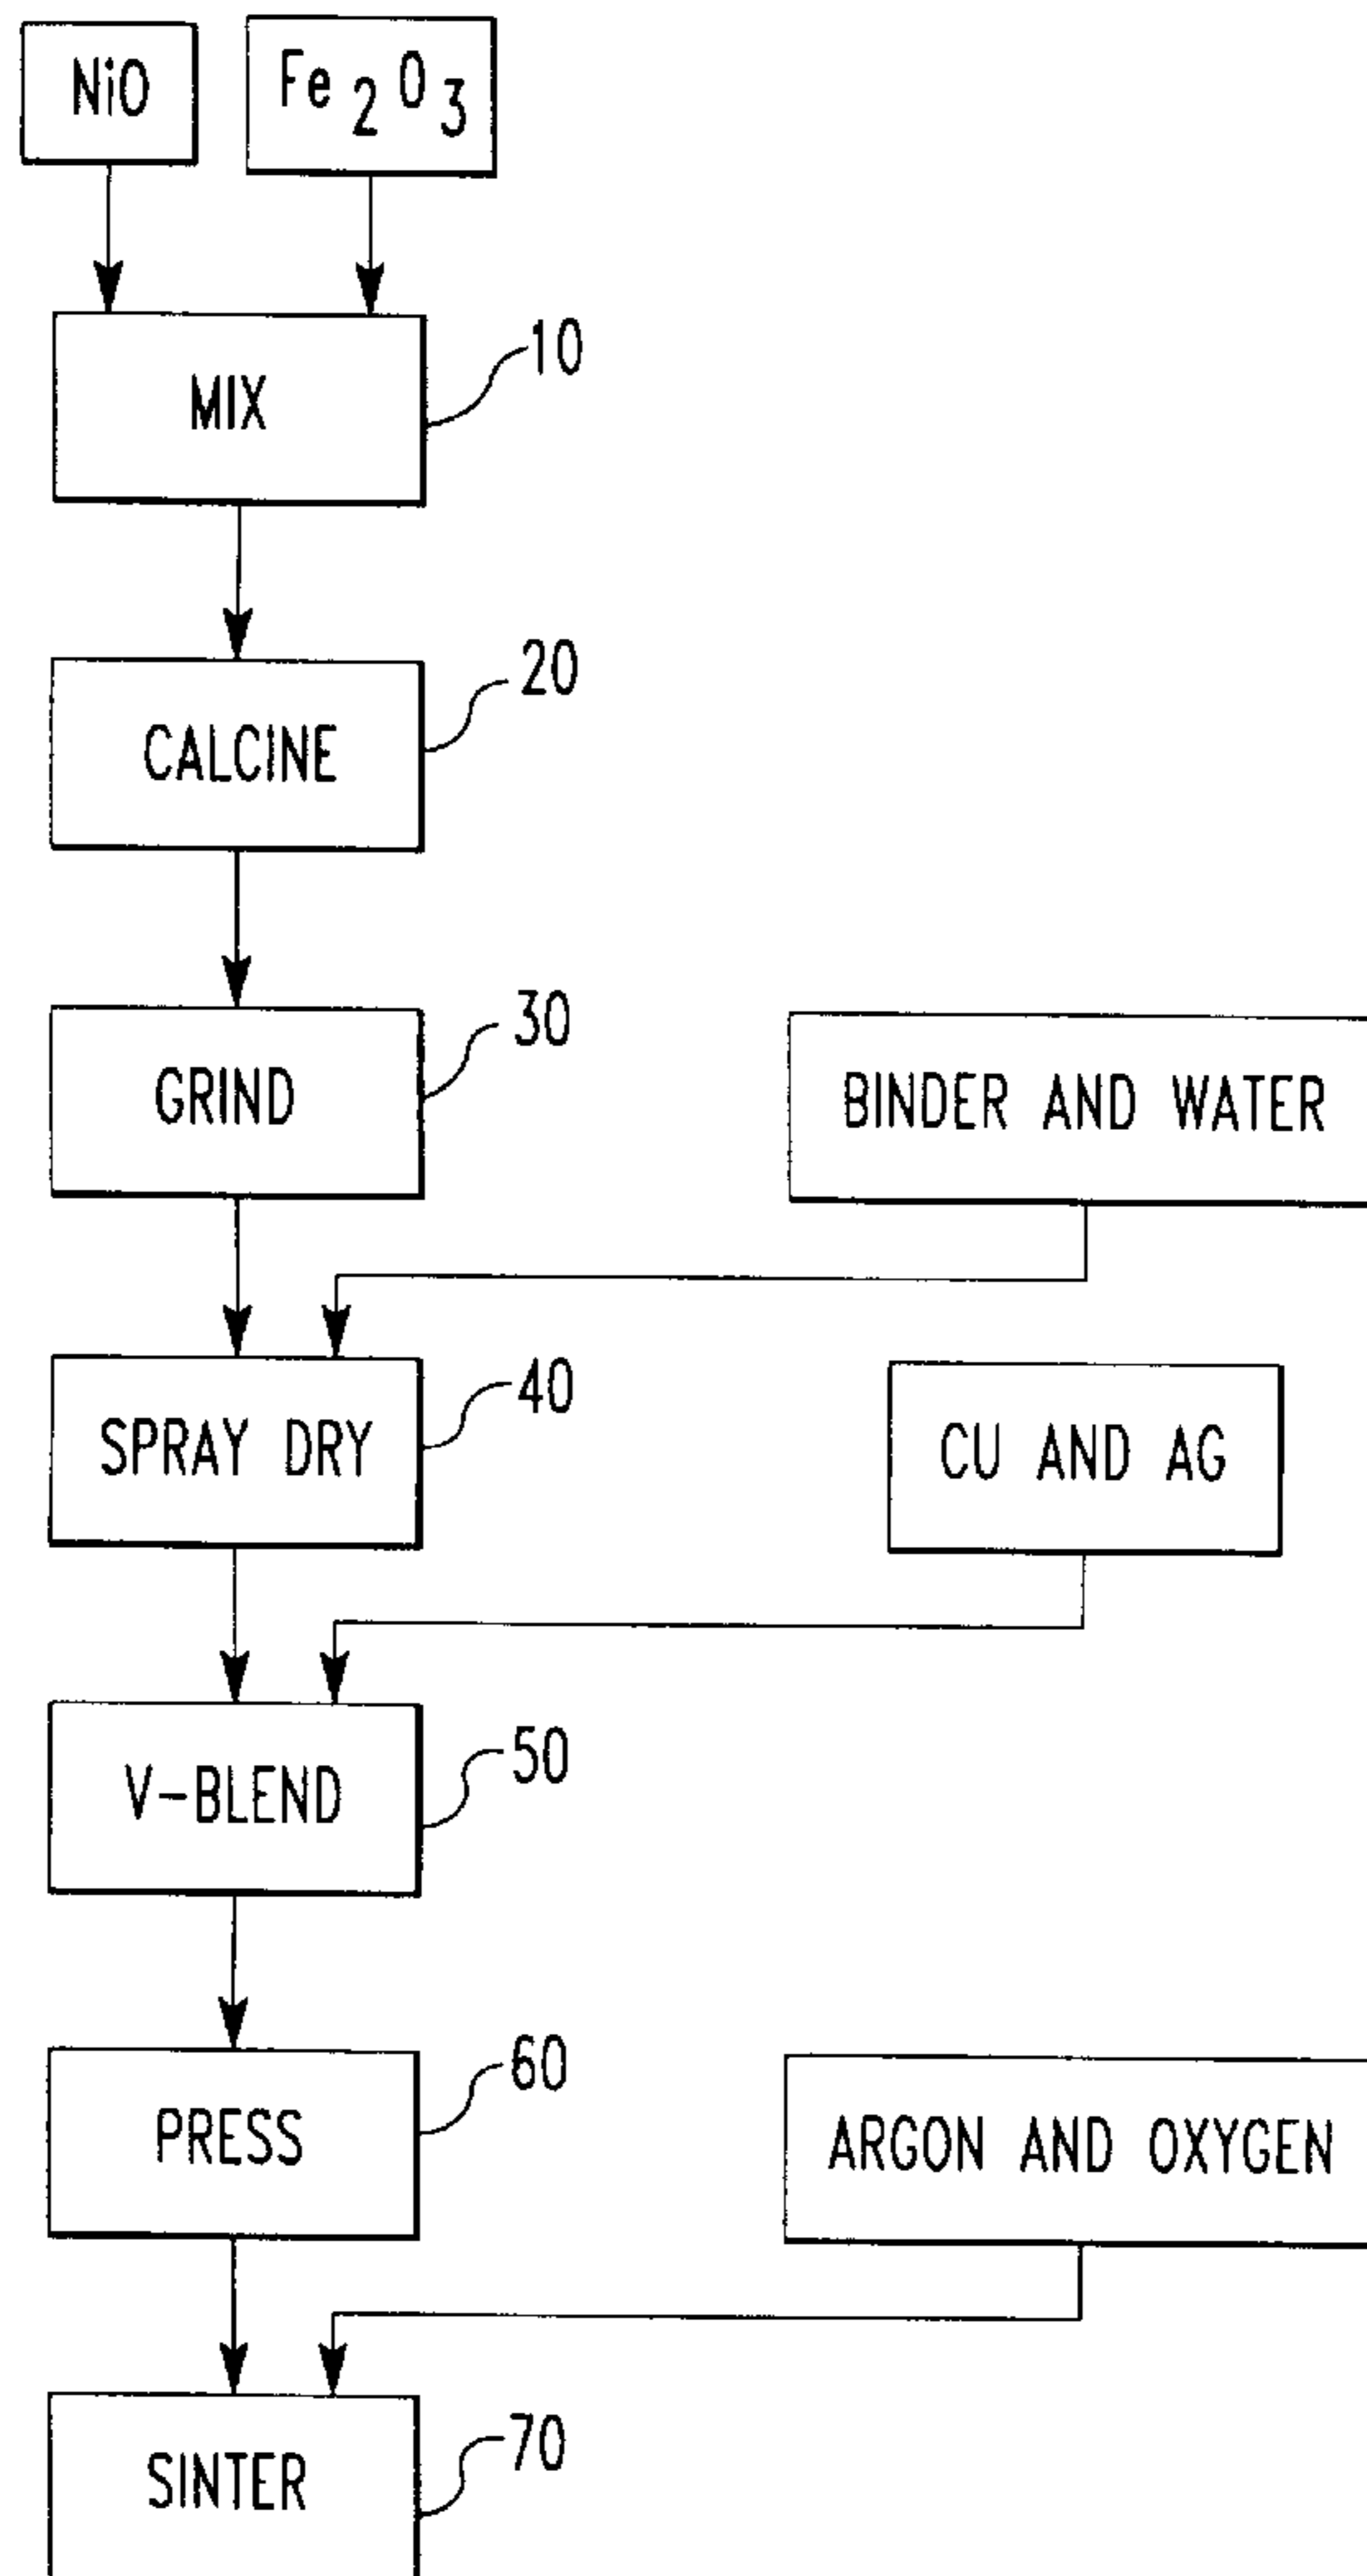 NiO
Fe2O3
MIX
10
CALCINE
20
GRIND
30
BINDER AND WATER
SPRAY DRY
40
CU AND AG
V-BLEND
50
PRESS
60
ARGON AND OXYGEN
SINTER
70